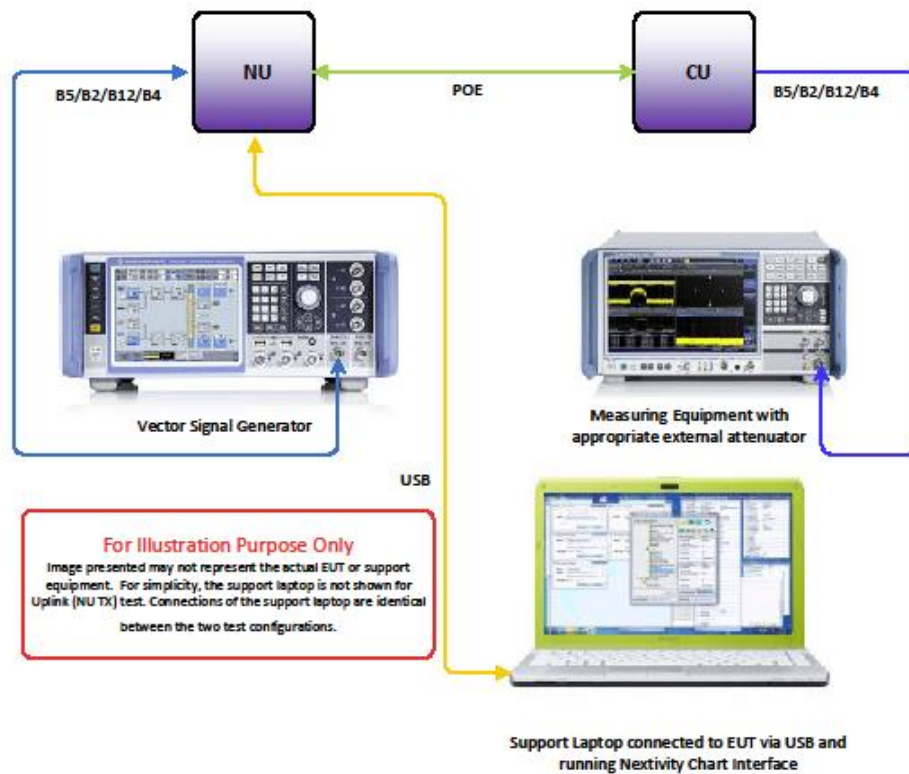 NU
CU
B5/B2/B12/B4
POE
B5/B2/B12/B4
Vector Signal Generator
Measuring Equipment with
appropriate external attenuator
USB
For Illustration Purpose Only
Image presented may not represent the actual EUT or support
equipment. For simplicity, the support laptop is not shown for
Uplink (NU TX) test. Connections of the support laptop are identical
between the two test configurations.
Support Laptop connected to EUT via USB and
running Nextivity Chart Interface